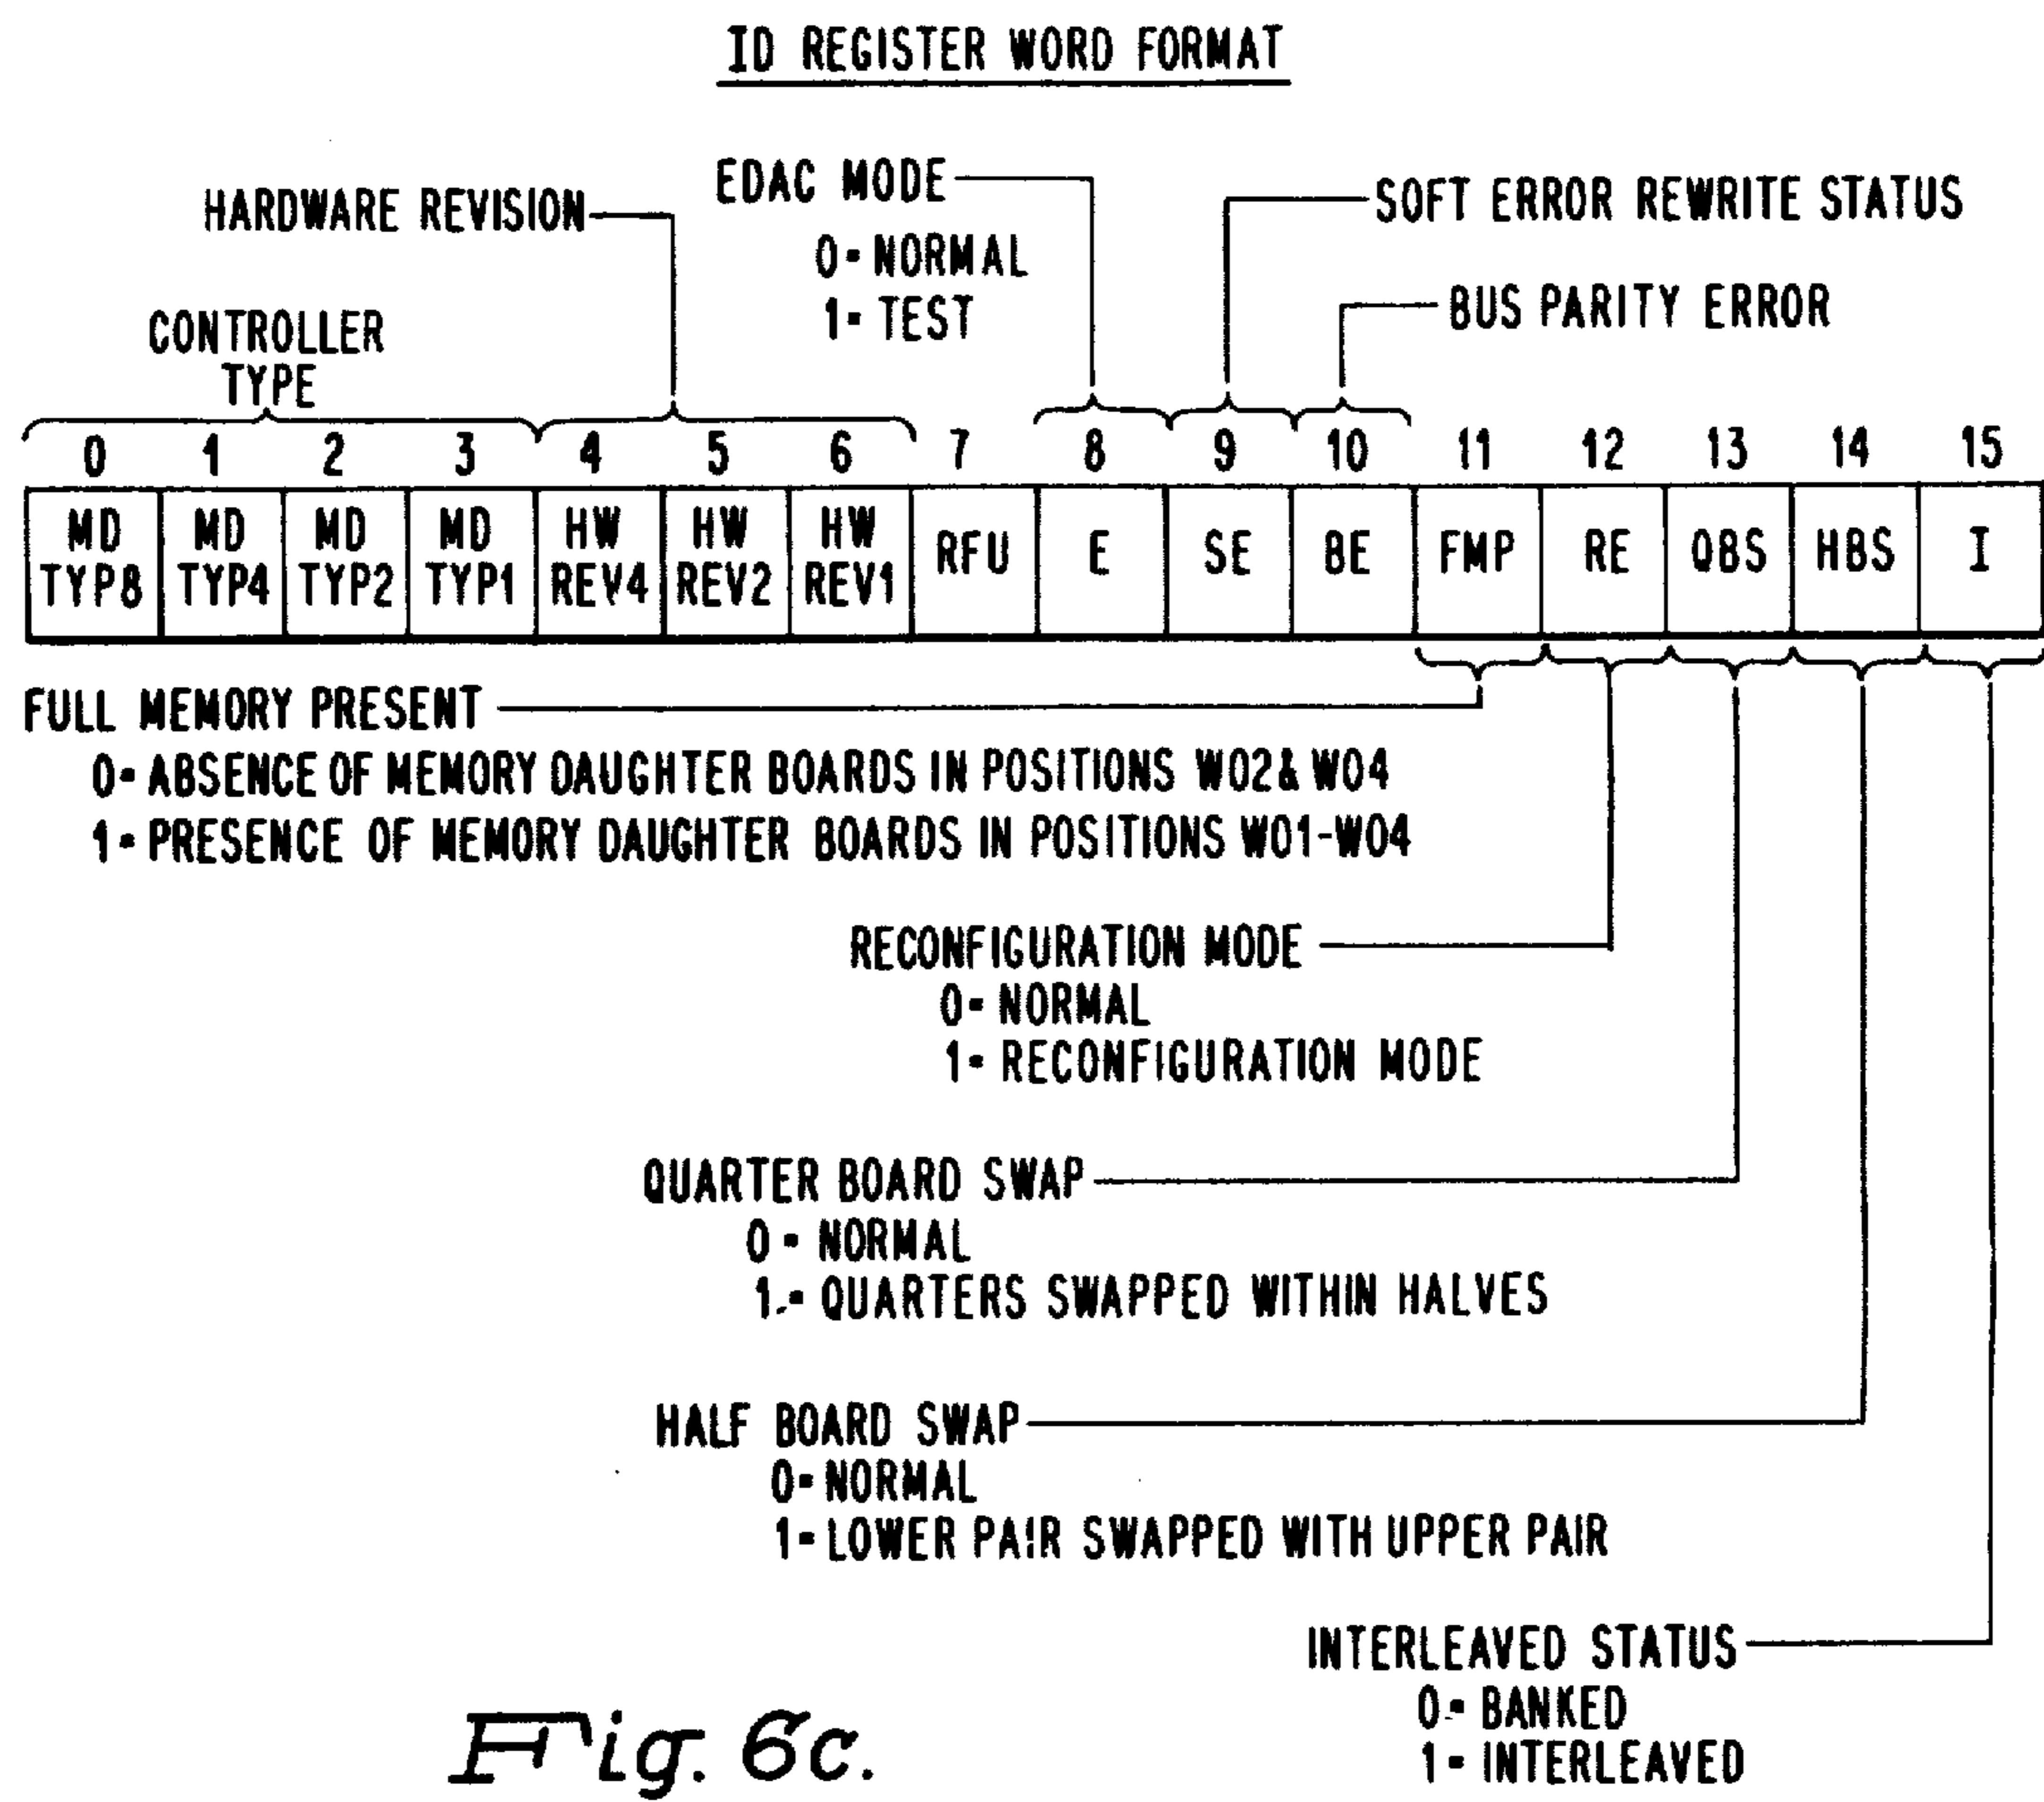 ID REGISTER WORD FORMAT
HARDWARE REVISION
EDAC MODE
0= NORMAL
1= TEST
SOFT ERROR REWRITE STATUS
BUS PARITY ERROR
CONTROLLER
TYPE
0 1 2 3 4 5 6 7 8 9 10 11 12 13 14 15
MD TYP8 MD TYP4 MD TYP2 MD TYP1 HW REV4 HW REV2 HW REV1 RFU E SE BE FMP RE QBS HBS I
FULL MEMORY PRESENT
0= ABSENCE OF MEMORY DAUGHTER BOARDS IN POSITIONS W02& W04
1= PRESENCE OF MEMORY DAUGHTER BOARDS IN POSITIONS W01-W04
RECONFIGURATION MODE
0= NORMAL
1= RECONFIGURATION MODE
QUARTER BOARD SWAP
0= NORMAL
1= QUARTERS SWAPPED WITHIN HALVES
HALF BOARD SWAP
0= NORMAL
1= LOWER PAIR SWAPPED WITH UPPER PAIR
INTERLEAVED STATUS
0= BANKED
1= INTERLEAVED
Fig. 6c.